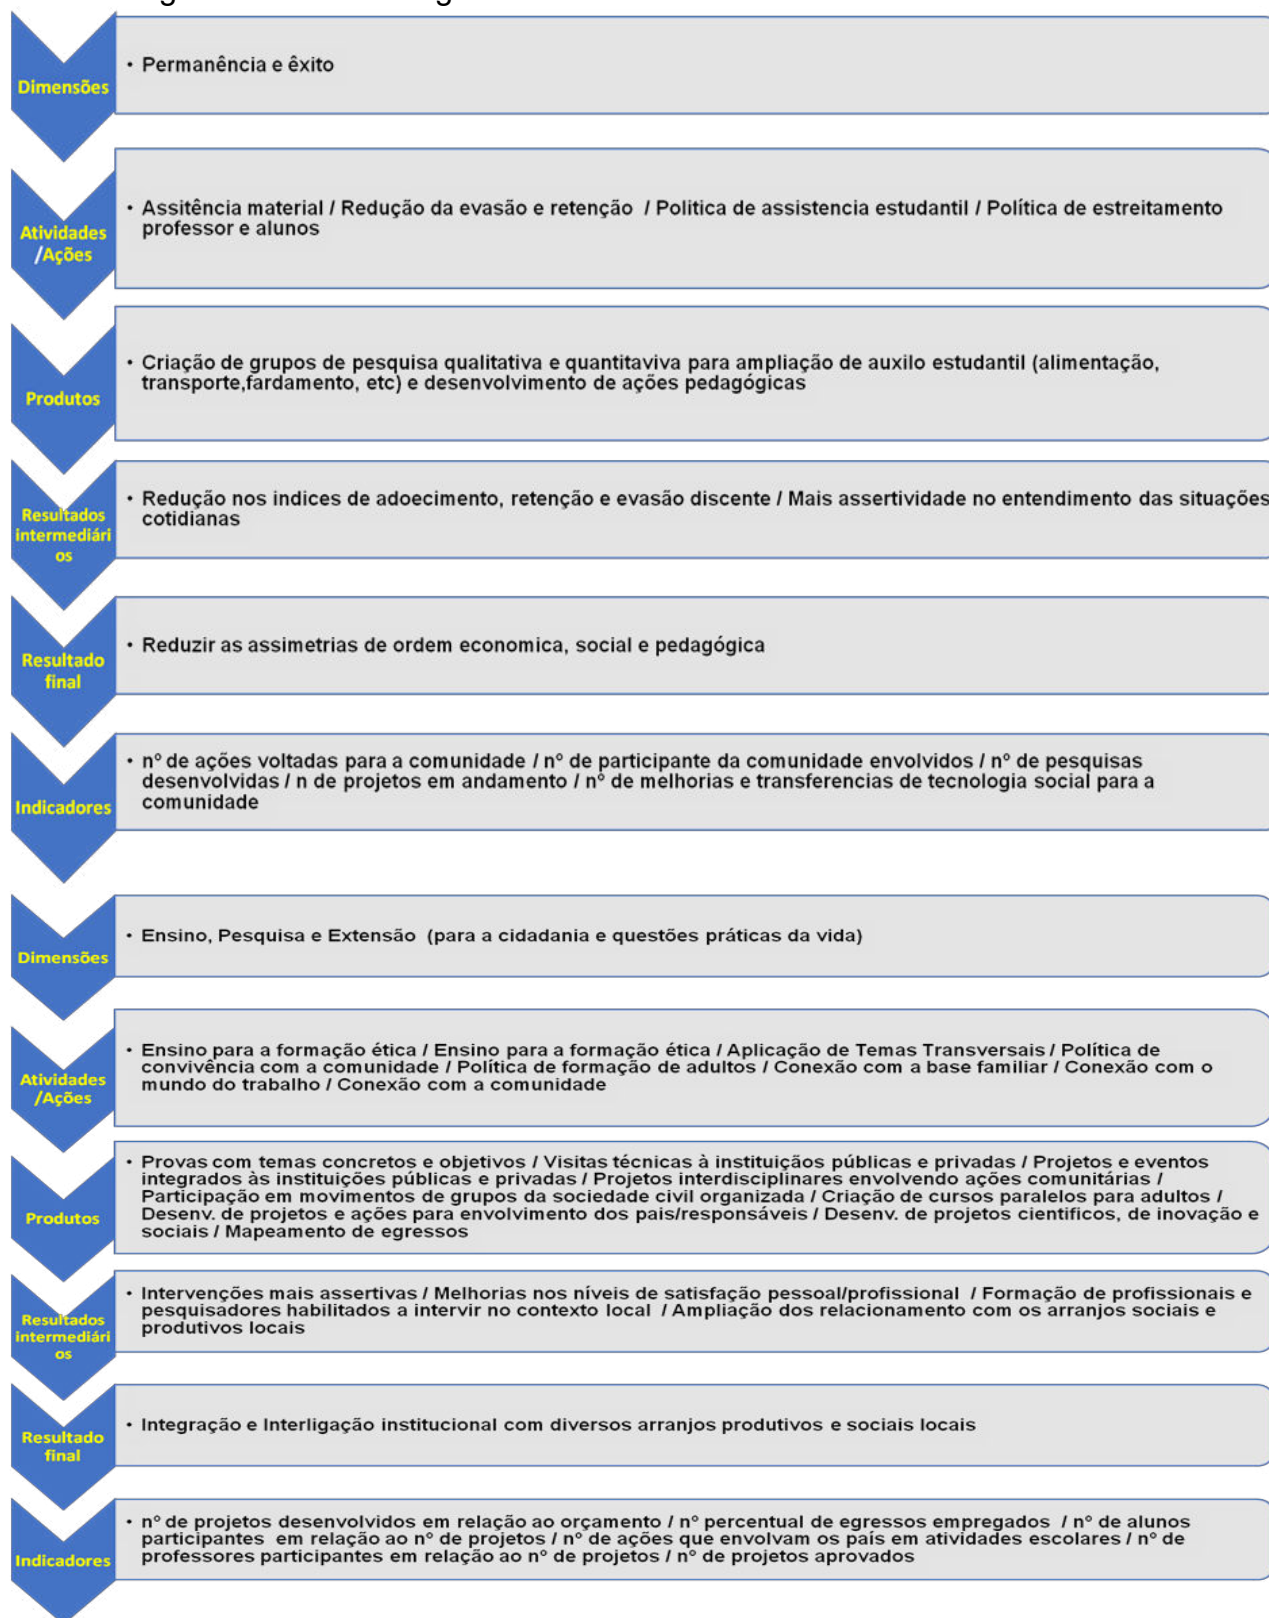 Dimensões
• Permanência e êxito
Atividades
/Ações
• Assitência material / Redução da evasão e retenção / Politica de assistencia estudantil / Política de estreitamento
professor e alunos
Produtos
• Criação de grupos de pesquisa qualitativa e quantitaviva para ampliação de auxilo estudantil (alimentação,
transporte,fardamento, etc) e desenvolvimento de ações pedagógicas
Resultados
intermediári
os
• Redução nos indices de adoecimento, retenção e evasão discente / Mais assertividade no entendimento das situações
cotidianas
Resultado
final
• Reduzir as assimetrias de ordem economica, social e pedagógica
Indicadores
• nº de ações voltadas para a comunidade / nº de participante da comunidade envolvidos / nº de pesquisas
desenvolvidas / n de projetos em andamento / nº de melhorias e transferencias de tecnologia social para a
comunidade
Dimensões
• Ensino, Pesquisa e Extensão (para a cidadania e questões práticas da vida)
Atividades
/Ações
• Ensino para a formação ética / Ensino para a formação ética / Aplicação de Temas Transversais / Política de
convivência com a comunidade / Política de formação de adultos / Conexão com a base familiar / Conexão com o
mundo do trabalho / Conexão com a comunidade
Produtos
• Provas com temas concretos e objetivos / Visitas técnicas à instituiçãos públicas e privadas / Projetos e eventos
integrados às instituições públicas e privadas / Projetos interdisciplinares envolvendo ações comunitárias /
Participação em movimentos de grupos da sociedade civil organizada / Criação de cursos paralelos para adultos /
Desenv. de projetos e ações para envolvimento dos pais/responsáveis / Desenv. de projetos cientificos, de inovação e
sociais / Mapeamento de egressos
Resultados
intermediári
os
• Intervenções mais assertivas / Melhorias nos níveis de satisfação pessoal/profissional / Formação de profissionais e
pesquisadores habilitados a intervir no contexto local / Ampliação dos relacionamento com os arranjos sociais e
produtivos locais
Resultado
final
• Integração e Interligação institucional com diversos arranjos produtivos e sociais locais
Indicadores
• nº de projetos desenvolvidos em relação ao orçamento / nº percentual de egressos empregados / nº de alunos
participantes em relação ao nº de projetos / nº de ações que envolvam os país em atividades escolares / nº de
professores participantes em relação ao nº de projetos / nº de projetos aprovados